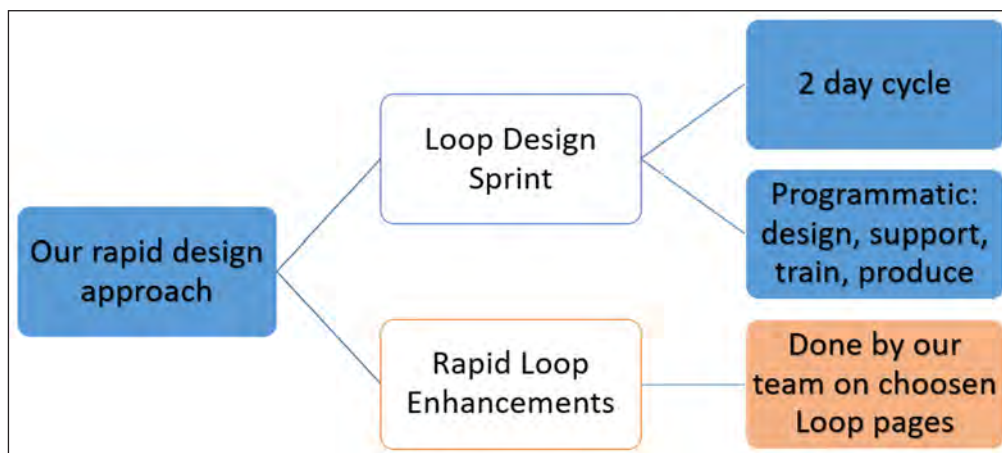 Our rapid design
approach
Loop Design
Sprint
2 day cycle
Programmatic:
design, support,
train, produce
Rapid Loop
Enhancements
Done by our
team on choosen
Loop pages